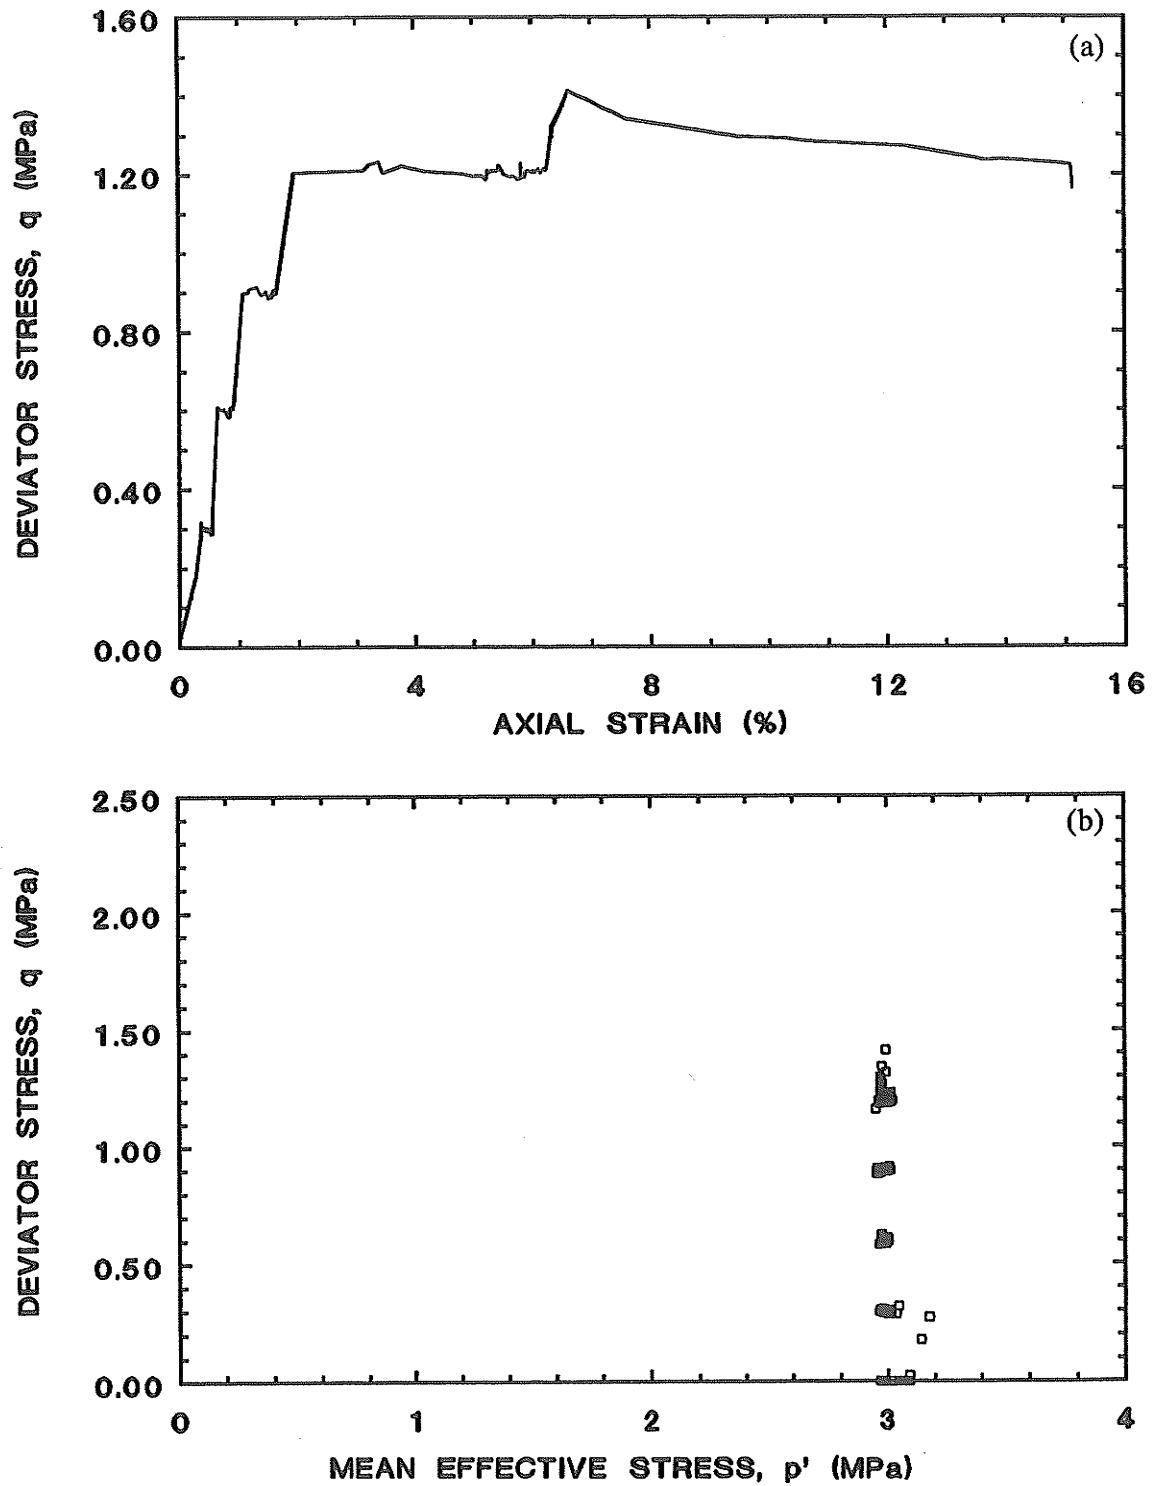 (a)
1.60
1.20
0.80
0.40
0.00
DEVIATOR STRESS, q (MPa)
0 4 8 12 16
AXIAL STRAIN (%)
(b)
2.50
2.00
1.50
1.00
0.50
0.00
DEVIATOR STRESS, q (MPa)
0 1 2 3 4
MEAN EFFECTIVE STRESS, p' (MPa)